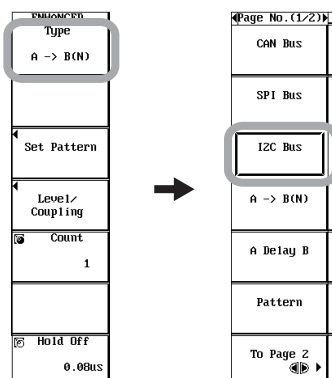 ENHANCED
Type
A -> B(N)
Set Pattern
Level/
Coupling
Count
1
Hold Off
0.08us
Page No.(1/2)
CAN Bus
SPI Bus
I2C Bus
A -> B(N)
A Delay B
Pattern
To Page 2